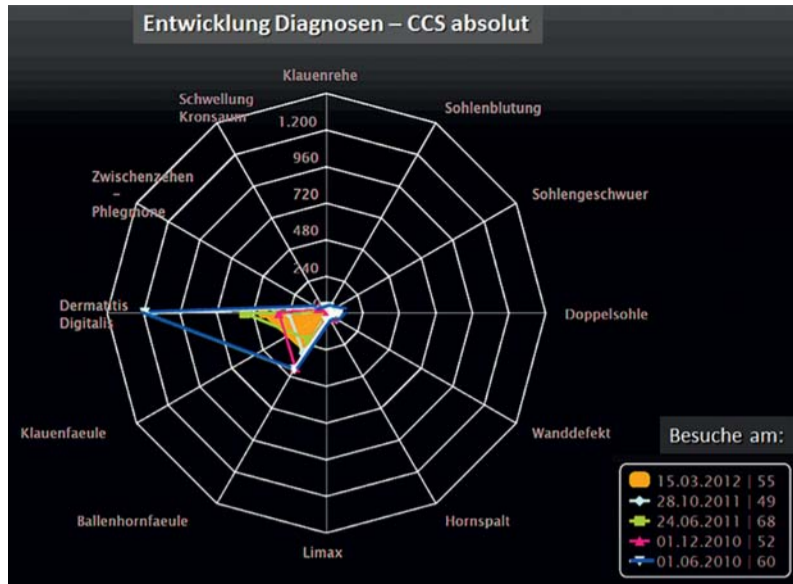 Entwicklung Diagnosen – CCS absolut
Klauenrehe
Schwellung
Kronsaum
Sohlenblutung
1.200
960
Zwischenzehen
–
Phlegmone
720
Sohlengeschwuer
480
240
0
Dermatitis
Digitalis
Doppelsohle
Klauenfaeule
Wanddefekt
Ballenhornfaeule
Hornspalt
Limax
Besuche am:
15.03.2012 | 55
28.10.2011 | 49
24.06.2011 | 68
01.12.2010 | 52
01.06.2010 | 60